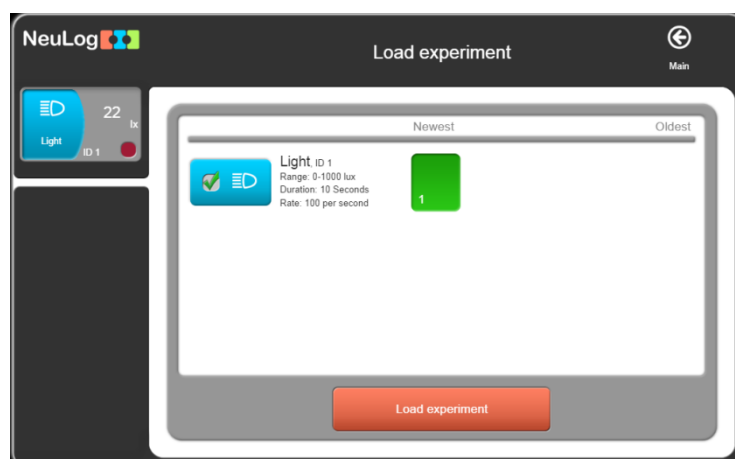 NeuLog
Load experiment
Main
22
lx
Light
ID 1
Newest
Oldest
Light, ID 1
Range: 0-1000 lux
Duration: 10 Seconds
Rate: 100 per second
1
Load experiment